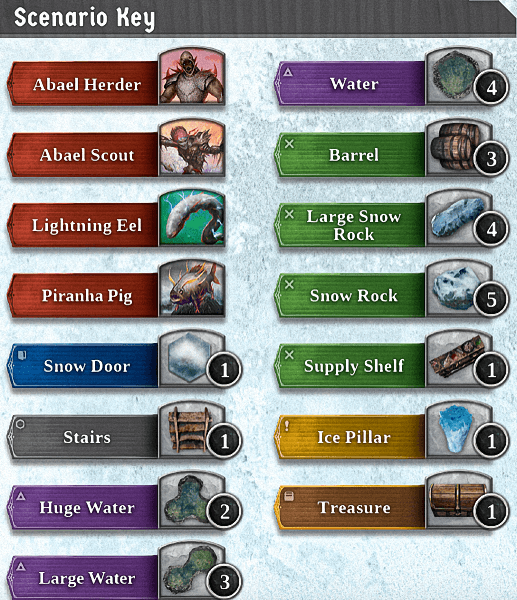 Scenario Key
Abael Herder
Abael Scout
Lightning Eel
Piranha Pig
Snow Door
1
Stairs
1
Huge Water
2
Large Water
3
Water
4
Barrel
3
Large Snow
Rock
4
Snow Rock
5
Supply Shelf
1
Ice Pillar
1
Treasure
1